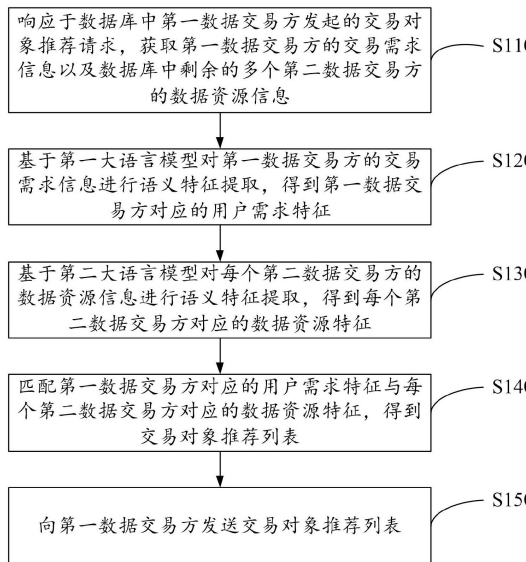 响应于数据库中第一数据交易方发起的交易对
象推荐请求，获取第一数据交易方的交易需求
信息以及数据库中剩余的多个第二数据交易方
的数据资源信息
S110
基于第一大语言模型对第一数据交易方的交易
需求信息进行语义特征提取，得到第一数据交
易方对应的用户需求特征
S120
基于第二大语言模型对每个第二数据交易方的
数据资源信息进行语义特征提取，得到每个第
二数据交易方对应的数据资源特征
S130
匹配第一数据交易方对应的用户需求特征与每
个第二数据交易方对应的数据资源特征，得到
交易对象推荐列表
S140
向第一数据交易方发送交易对象推荐列表
S150